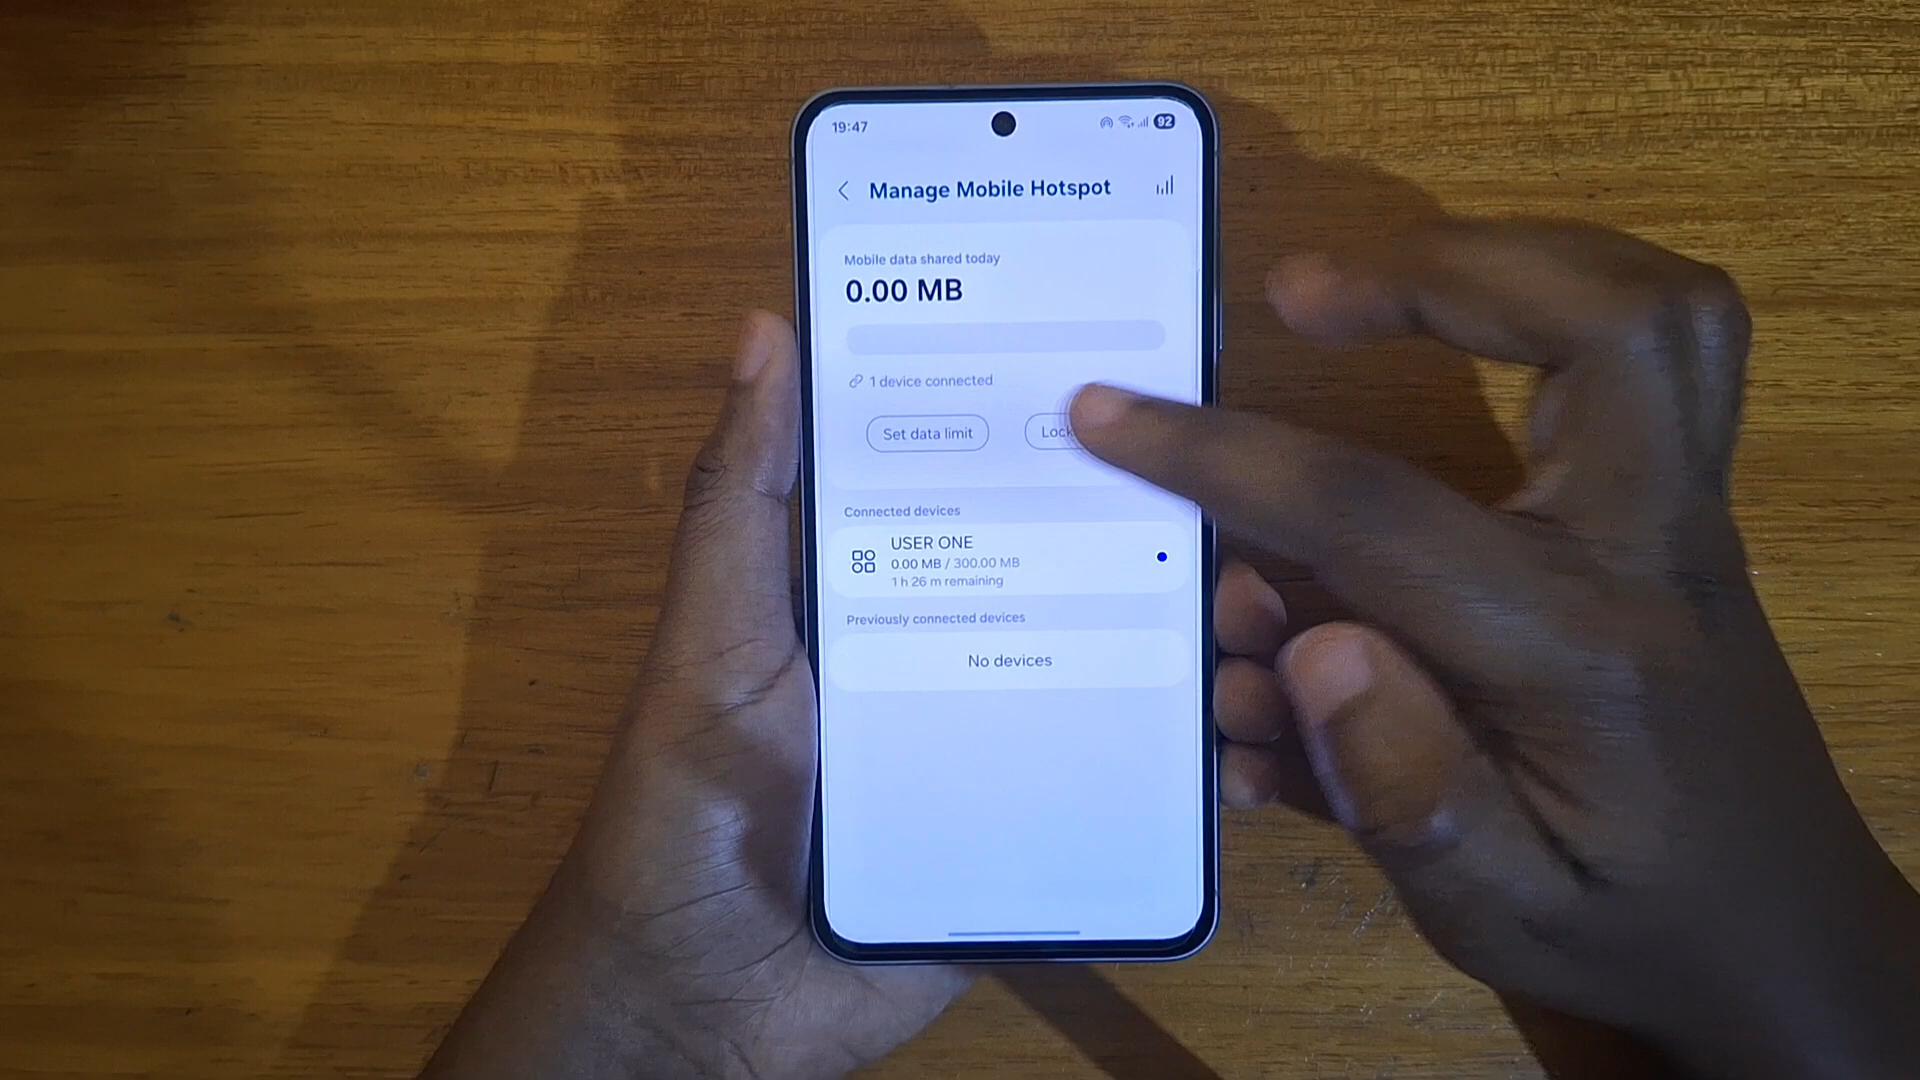 19:47
92
Manage Mobile Hotspot
Mobile data shared today
0.00 MB
1 device connected
Set data limit
Lock
Connected devices
USER ONE
0.00 MB / 300.00 MB
1 h 26 m remaining
Previously connected devices
No devices